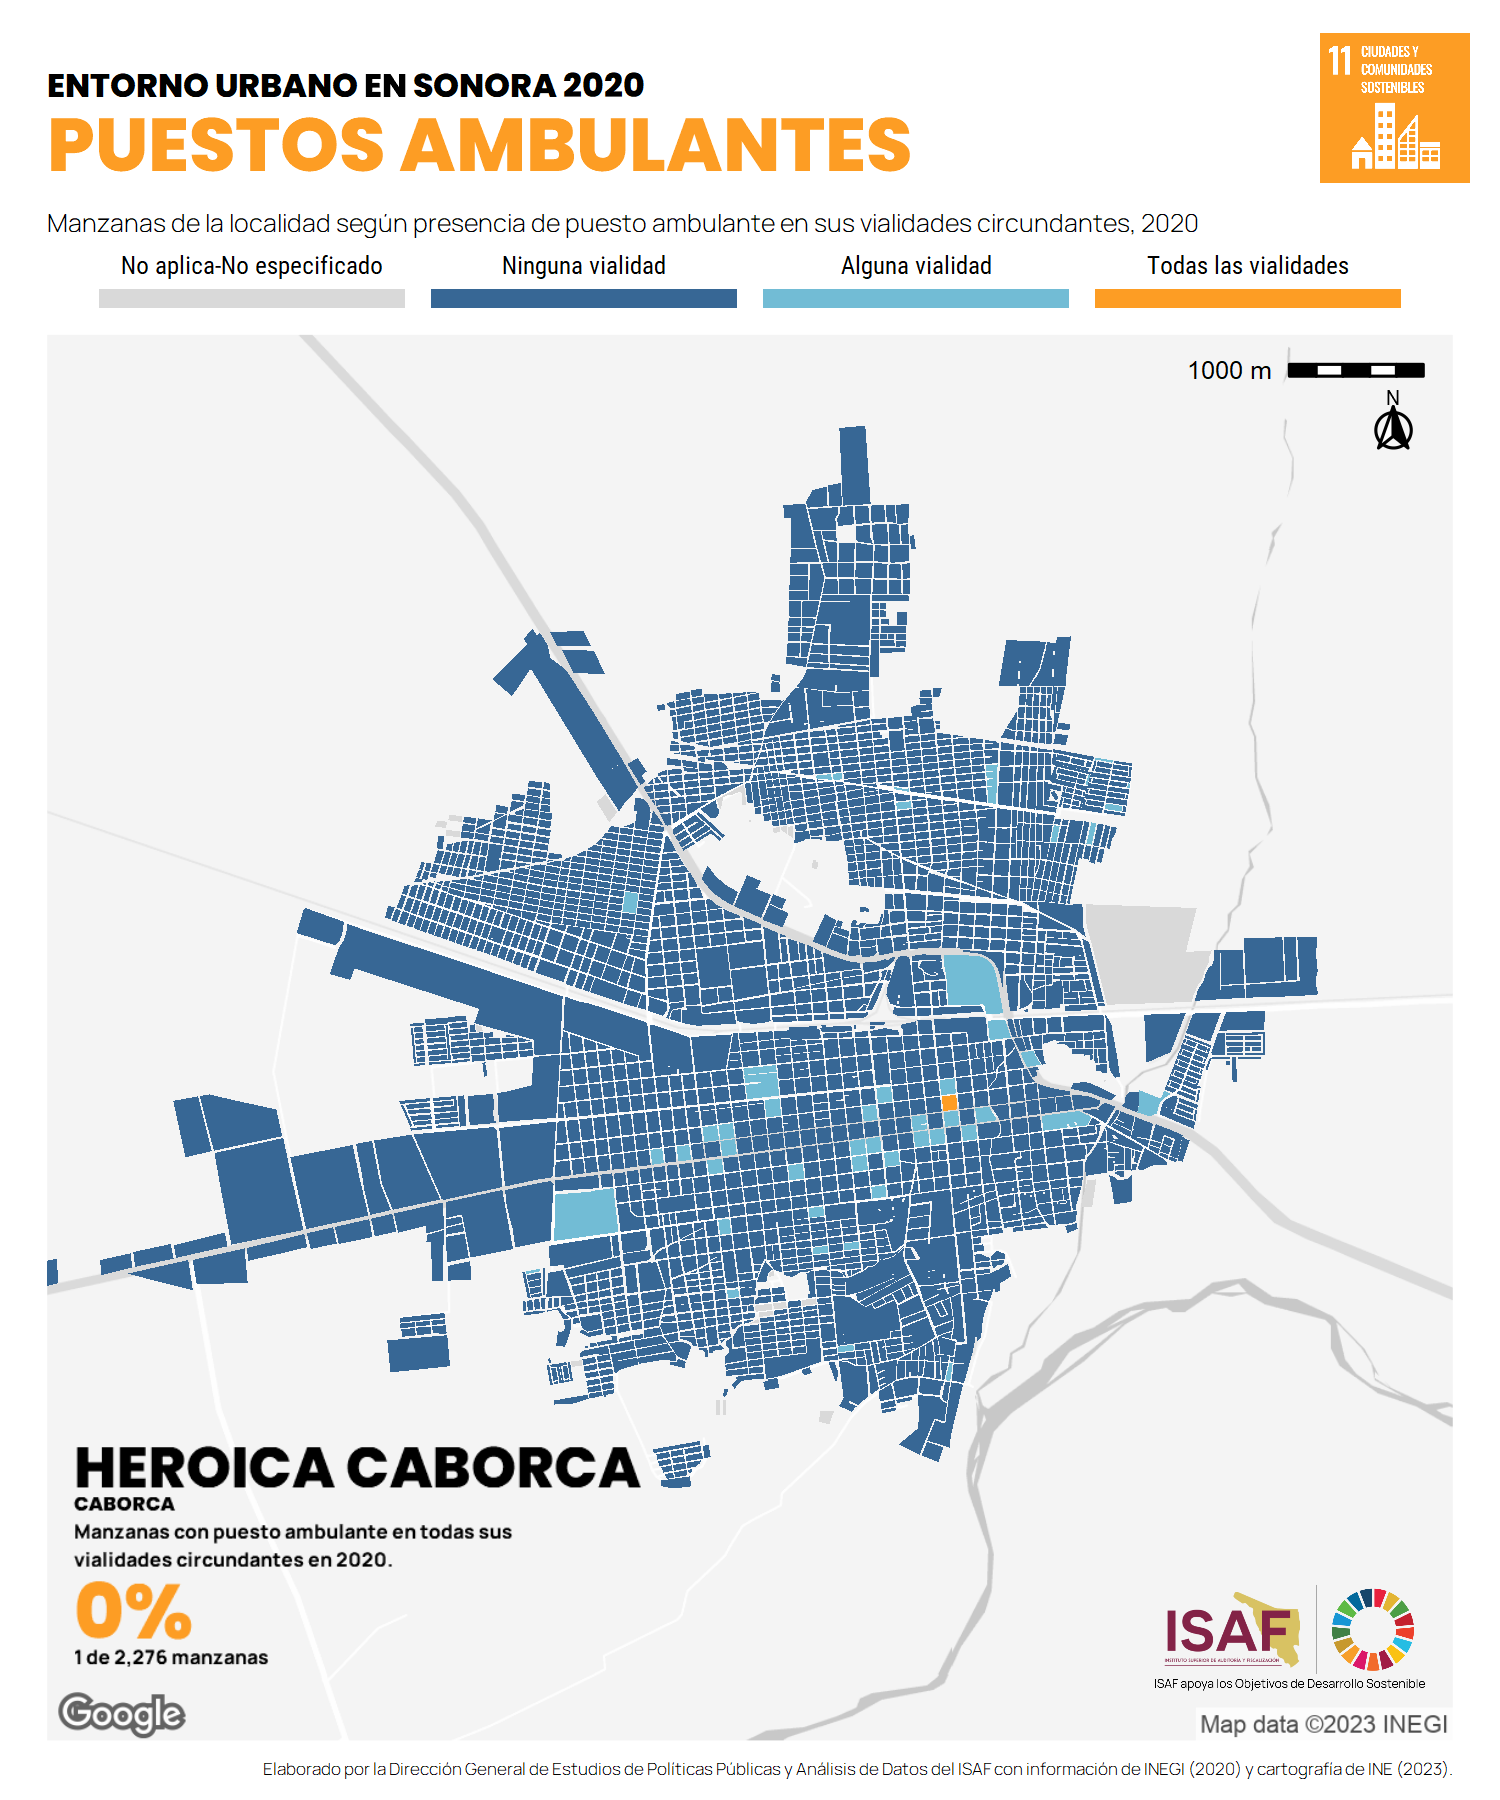 ENTORNO URBANO EN SONORA 2020
PUESTOS AMBULANTES
11 CIUDADES Y
COMUNIDADES
SOSTENIBLES
Manzanas de la localidad según presencia de puesto ambulante en sus vialidades circundantes, 2020
No aplica-No especificado Ninguna vialidad Alguna vialidad Todas las vialidades
1000 m
N
HEROICA CABORCA
CABORCA
Manzanas con puesto ambulante en todas sus
vialidades circundantes en 2020.
0%
1 de 2,276 manzanas
ISAF
INSTITUTO SUPERIOR DE AUDITORÍA Y FISCALIZACIÓN
ISAF apoya los Objetivos de Desarrollo Sostenible
Google
Map data ©2023 INEGI
Elaborado por la Dirección General de Estudios de Políticas Públicas y Análisis de Datos del ISAF con información de INEGI (2020) y cartografía de INE (2023).